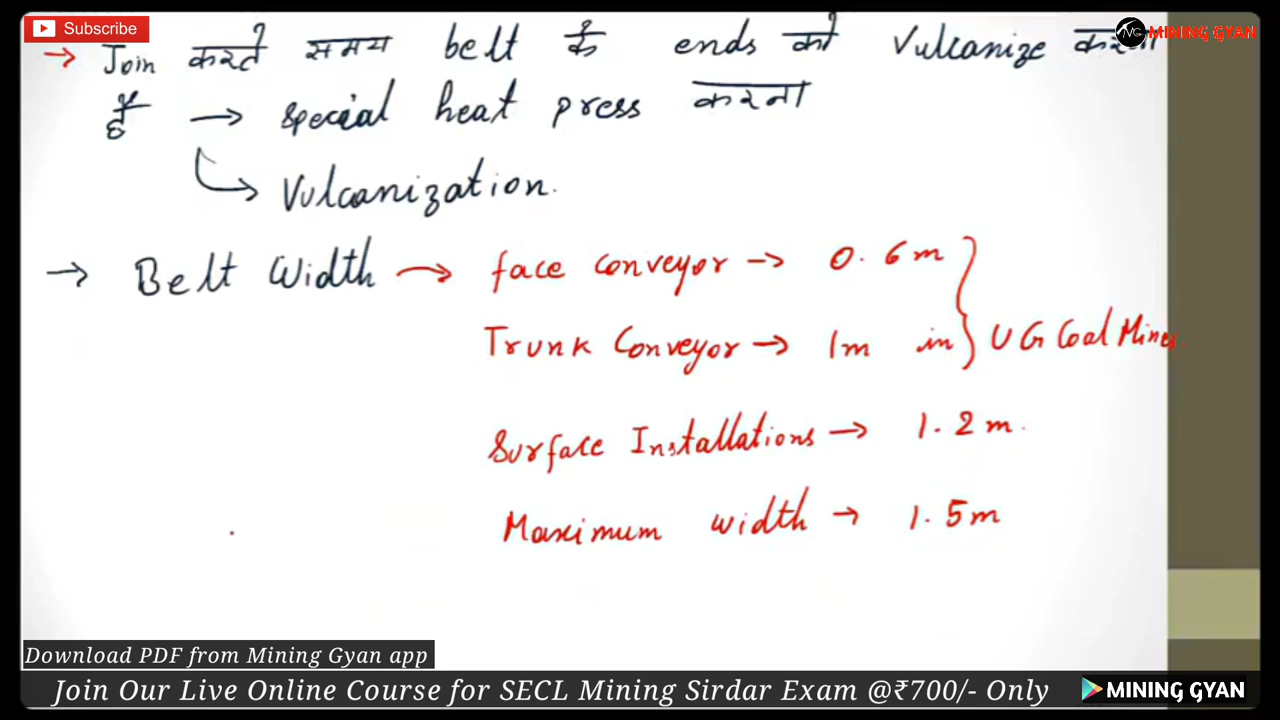 Subscribe
MINING GYAN
→ Join करते समय belt के ends को Vulcanize करना
है → special heat press करना
↳ Vulcanization.
→ Belt Width → face conveyor → 0.6m
Trunk Conveyor → 1m in } UG Coal Mines
Surface Installations → 1.2m.
Maximum width → 1.5m
Download PDF from Mining Gyan app
Join Our Live Online Course for SECL Mining Sirdar Exam @₹700/- Only
MINING GYAN